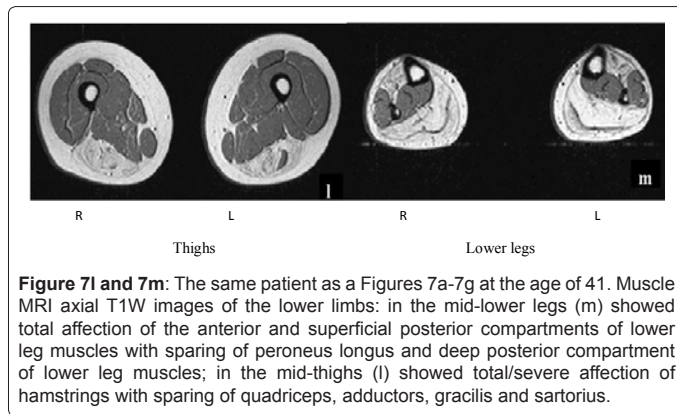 l
m
R L R L
Thighs Lower legs
Figure 7l and 7m: The same patient as a Figures 7a-7g at the age of 41. Muscle
MRI axial T1W images of the lower limbs: in the mid-lower legs (m) showed
total affection of the anterior and superficial posterior compartments of lower
leg muscles with sparing of peroneus longus and deep posterior compartment
of lower leg muscles; in the mid-thighs (l) showed total/severe affection of
hamstrings with sparing of quadriceps, adductors, gracilis and sartorius.